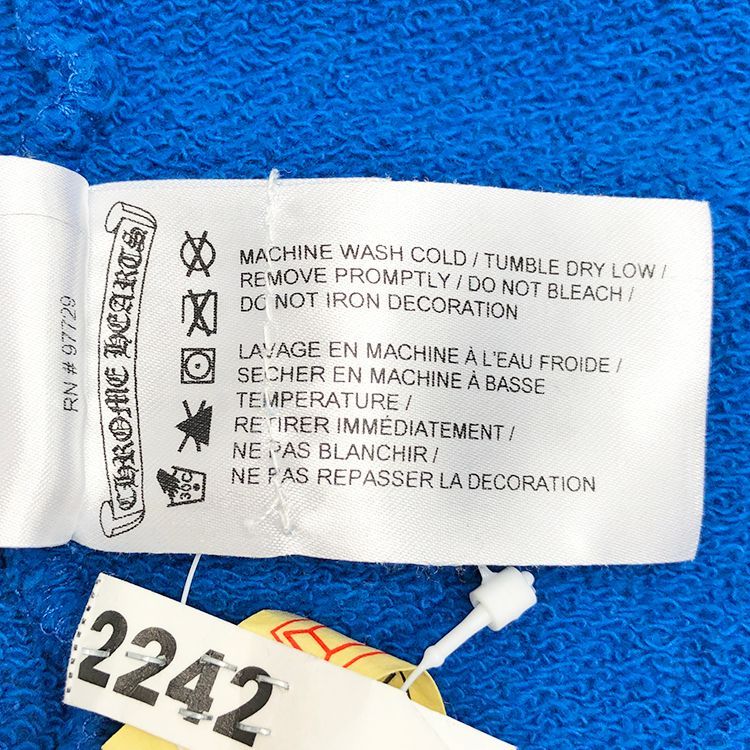 RN # 97729
CHROME HEARTS
MACHINE WASH COLD / TUMBLE DRY LOW /
REMOVE PROMPTLY / DO NOT BLEACH /
DO NOT IRON DECORATION
LAVAGE EN MACHINE À L'EAU FROIDE /
SECHER EN MACHINE À BASSE
TEMPERATURE /
RETIRER IMMÉDIATEMENT /
NE PAS BLANCHIR /
NE PAS REPASSER LA DECORATION
30C
2242